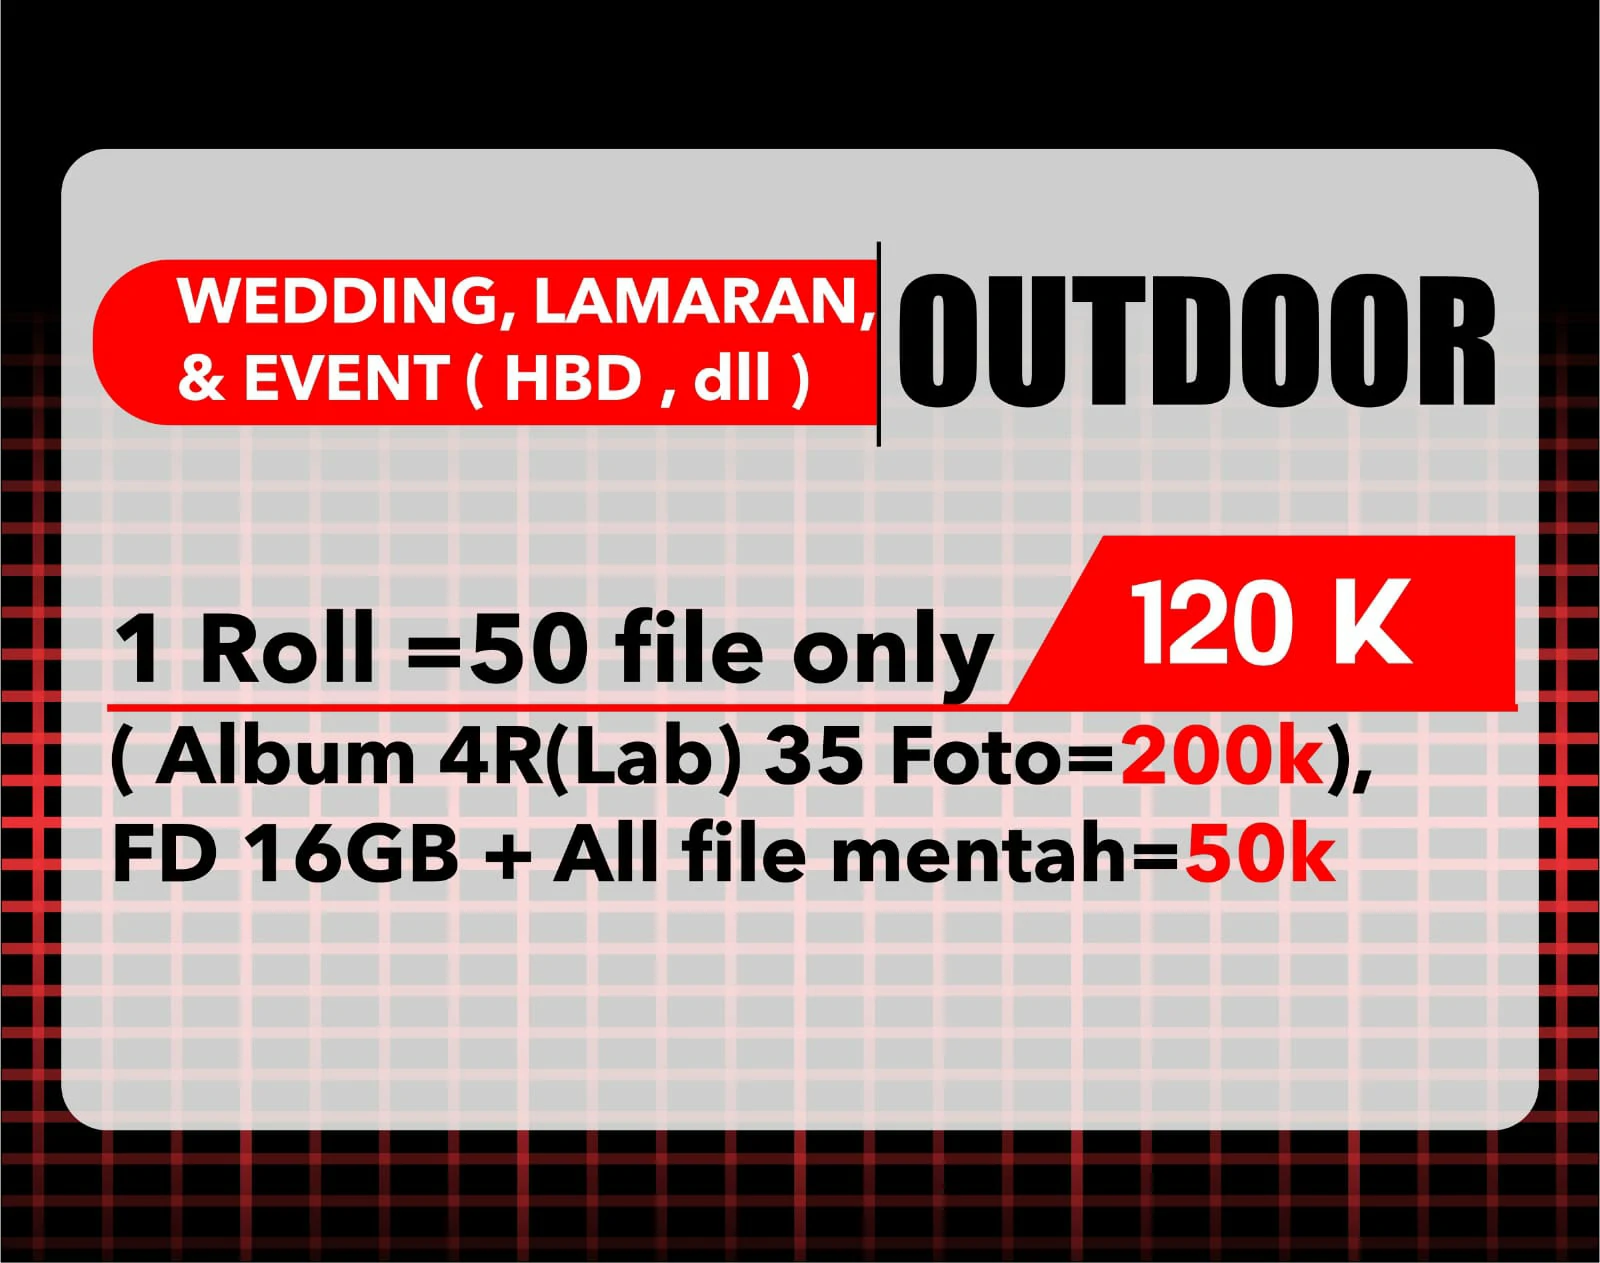 WEDDING, LAMARAN,
& EVENT ( HBD , dll )
OUTDOOR
1 Roll =50 file only
120 K
( Album 4R(Lab) 35 Foto=200k),
FD 16GB + All file mentah=50k